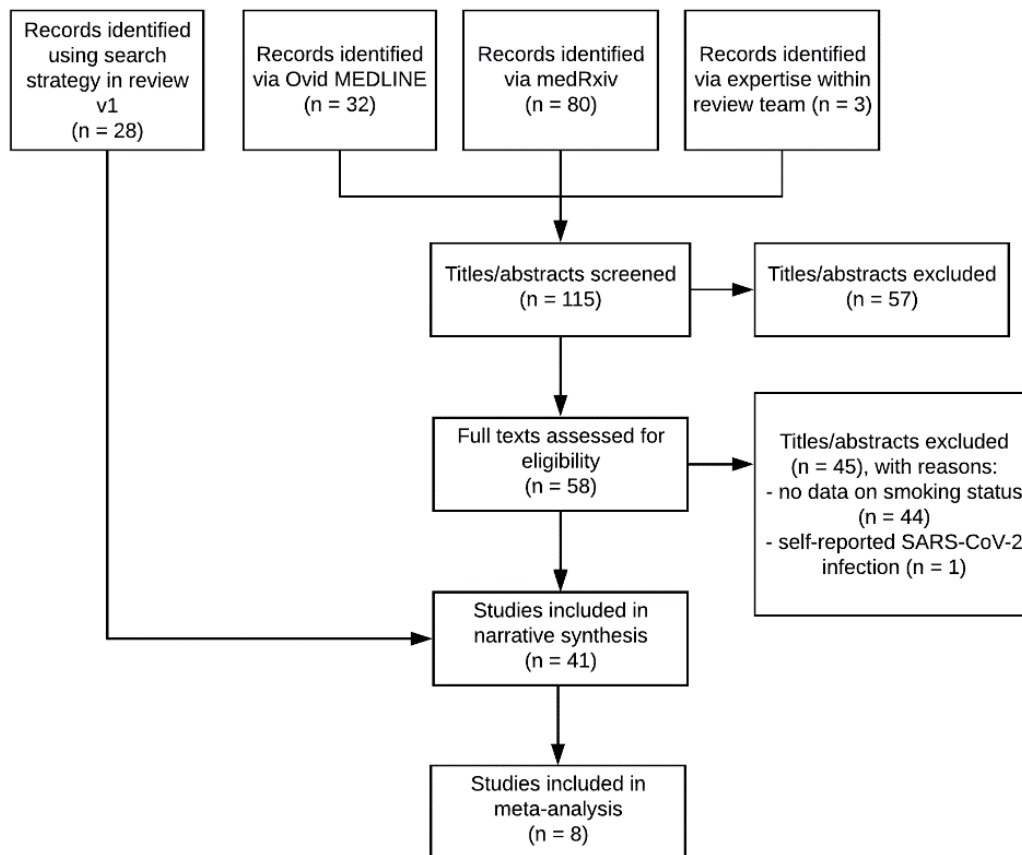 Records identified
using search
strategy in review
v1
(n = 28)
Records identified
via Ovid MEDLINE
(n = 32)
Records identified
via medRxiv
(n = 80)
Records identified
via expertise within
review team (n = 3)
Titles/abstracts screened
(n = 115)
Titles/abstracts excluded
(n = 57)
Full texts assessed for
eligibility
(n = 58)
Titles/abstracts excluded
(n = 45), with reasons:
- no data on smoking status
(n = 44)
- self-reported SARS-CoV-2
infection (n = 1)
Studies included in
narrative synthesis
(n = 41)
Studies included in
meta-analysis
(n = 8)